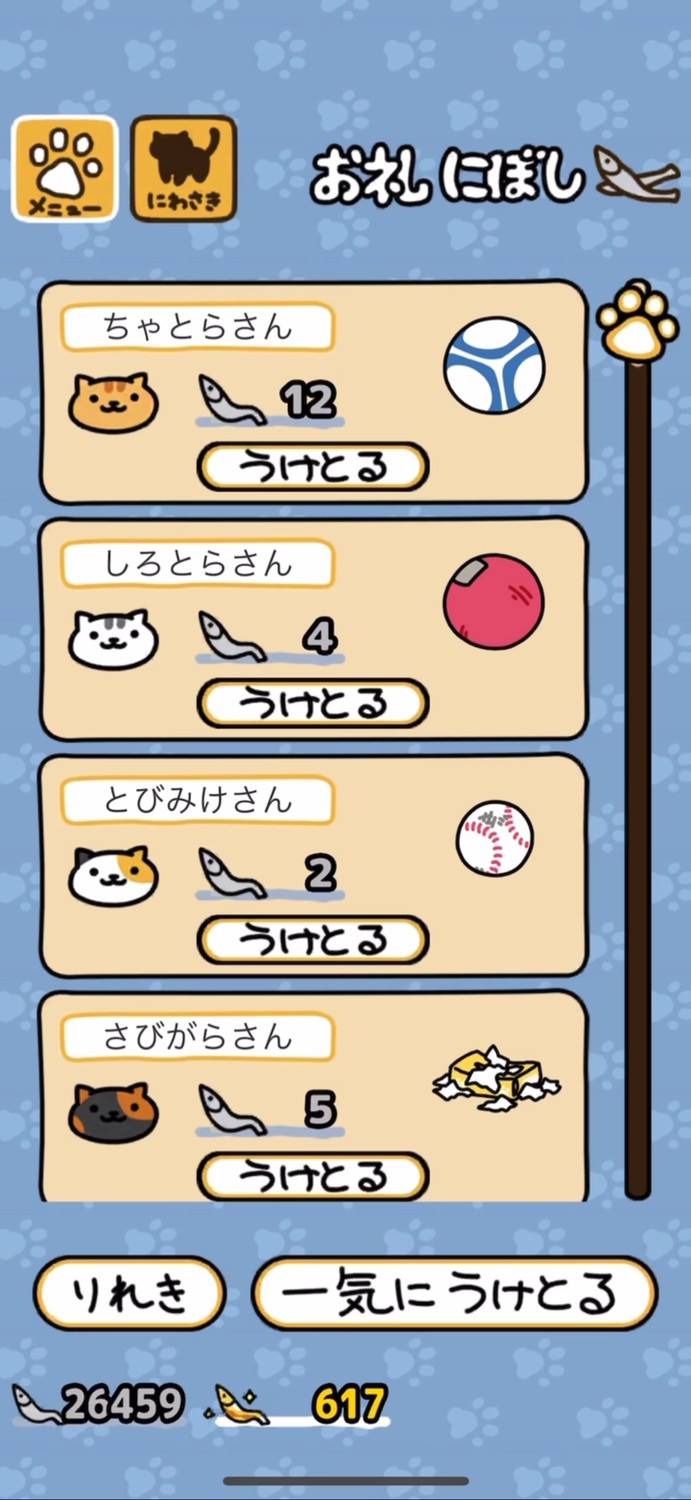 メニュー
にわさき
お礼 にぼし
ちゃとらさん
12
うけとる
しろとらさん
4
うけとる
とびみけさん
2
うけとる
さびがらさん
5
うけとる
りれき
一気に うけとる
26459
617